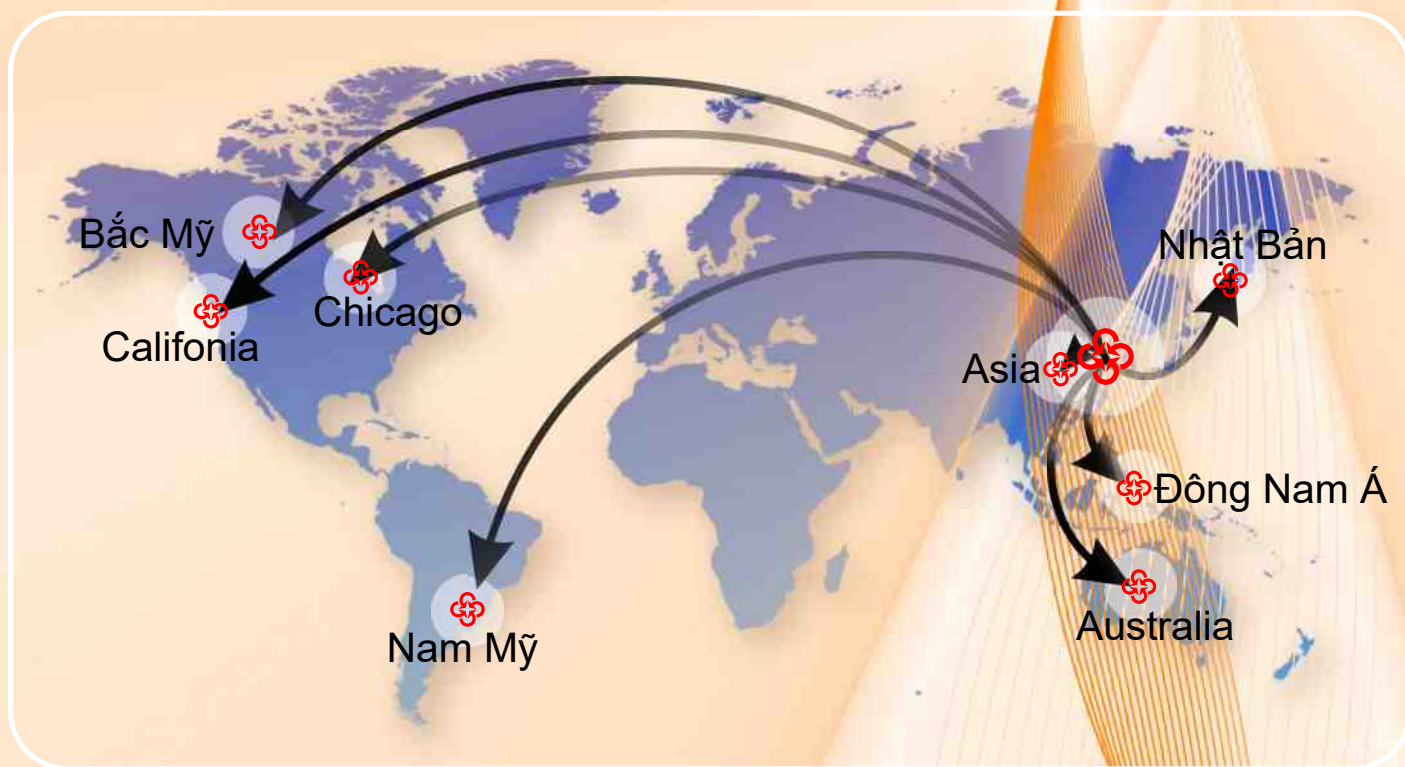 Bắc Mỹ
Nhật Bản
Chicago
Califonia
Asia
Đông Nam Á
Australia
Nam Mỹ